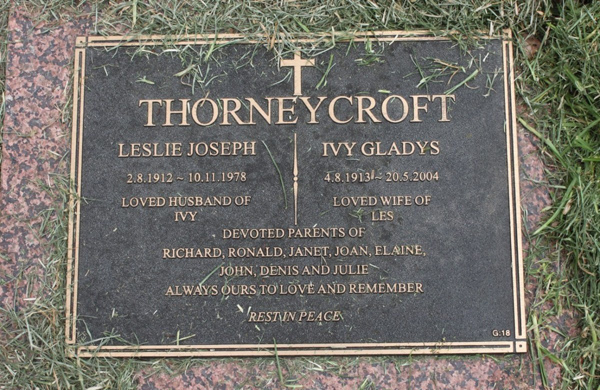 THORNEYCROFT
LESLIE JOSEPH
2.8.1912 ~ 10.11.1978
LOVED HUSBAND OF
IVY
IVY GLADYS
4.8.1913 ~ 20.5.2004
LOVED WIFE OF
LES
DEVOTED PARENTS OF
RICHARD, RONALD, JANET, JOAN, ELAINE,
JOHN, DENIS AND JULIE
ALWAYS OURS TO LOVE AND REMEMBER
REST IN PEACE
G:18